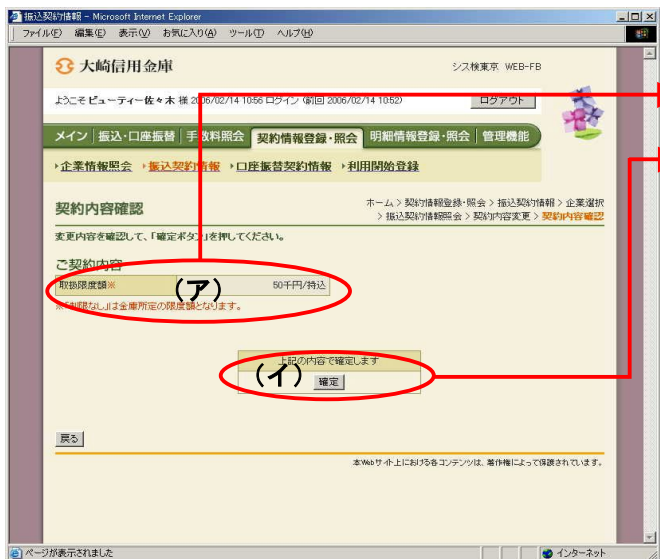 振込契約情報 - Microsoft Internet Explorer
ファイル(F) 編集(E) 表示(V) お気に入り(A) ツール(T) ヘルプ(H)
大崎信用金庫
シス検東京 WEB-FB
ようこそ ビューティー佐々木 様 2006/02/14 10:56 ログイン (前回 2006/02/14 10:52)
ログアウト
メイン 振込・口座振替 手数料照会 契約情報登録・照会 明細情報登録・照会 管理機能
企業情報照会 振込契約情報 口座振替契約情報 利用開始登録
契約内容確認
ホーム > 契約情報登録・照会 > 振込契約情報 > 企業選択
> 振込契約情報照会 > 契約内容変更 > 契約内容確認
変更内容を確認して、「確定ボタン」を押してください。
ご契約内容
取扱限度額※ (ア) 50千円/持込
※「制限なし」は金庫所定の限度額となります。
上記の内容で確定します
(イ) 確定
戻る
本Webサイト上における各コンテンツは、著作権によって保護されています。
ページが表示されました
インターネット